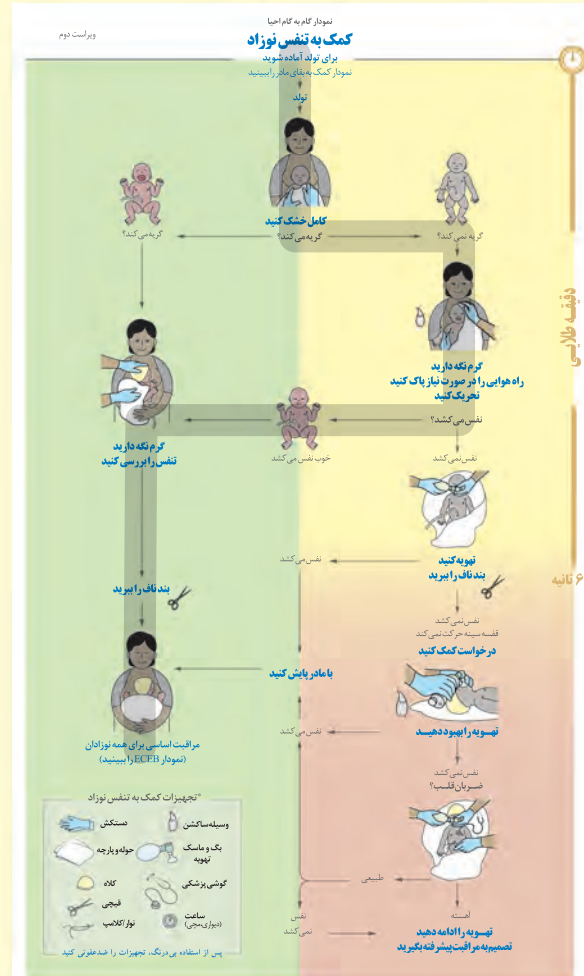 نمودار گام به گام احیا
کمک به تنفس نوزاد
ویراست دوم
برای تولد آماده شوید
نمودار کمک به بقای مادر را ببینید
تولد
کامل خشک کنید
گریه نمی‌کند؟
گریه می‌کند؟
گریه می‌کند؟
دقیقه طلایی
گرم نگه دارید
راه هوایی را در صورت نیاز پاک کنید
تحریک کنید
نفس می‌کشد؟
گرم نگه دارید
تنفس را بررسی کنید
نفس نمی‌کشد
خوب نفس می‌کشد
تهویه کنید
بند ناف را ببرید
نفس می‌کشد
۶ ثانیه
بند ناف را ببرید
نفس نمی‌کشد
قفسه سینه حرکت نمی‌کند
درخواست کمک کنید
با مادر پایش کنید
تهویه را بهبود دهید
نفس می‌کشد
مراقبت اساسی برای همه نوزادان
(نمودار ECEB را ببینید)
نفس نمی‌کشد
ضربان قلب؟
طبیعی
آهسته
نفس
نمی‌کشد
تهویه را ادامه دهید
تصمیم به مراقبت پیشرفته بگیرید
*تجهیزات کمک به تنفس نوزاد
وسیله ساکشن
دستکش
بگ و ماسک
تهویه
حوله و پارچه
گوشی پزشکی
کلاه
قیچی
ساعت
(دیواری، مچی)
نوار/کلامپ
پس از استفاده بی‌درنگ، تجهیزات را ضدعفونی کنید